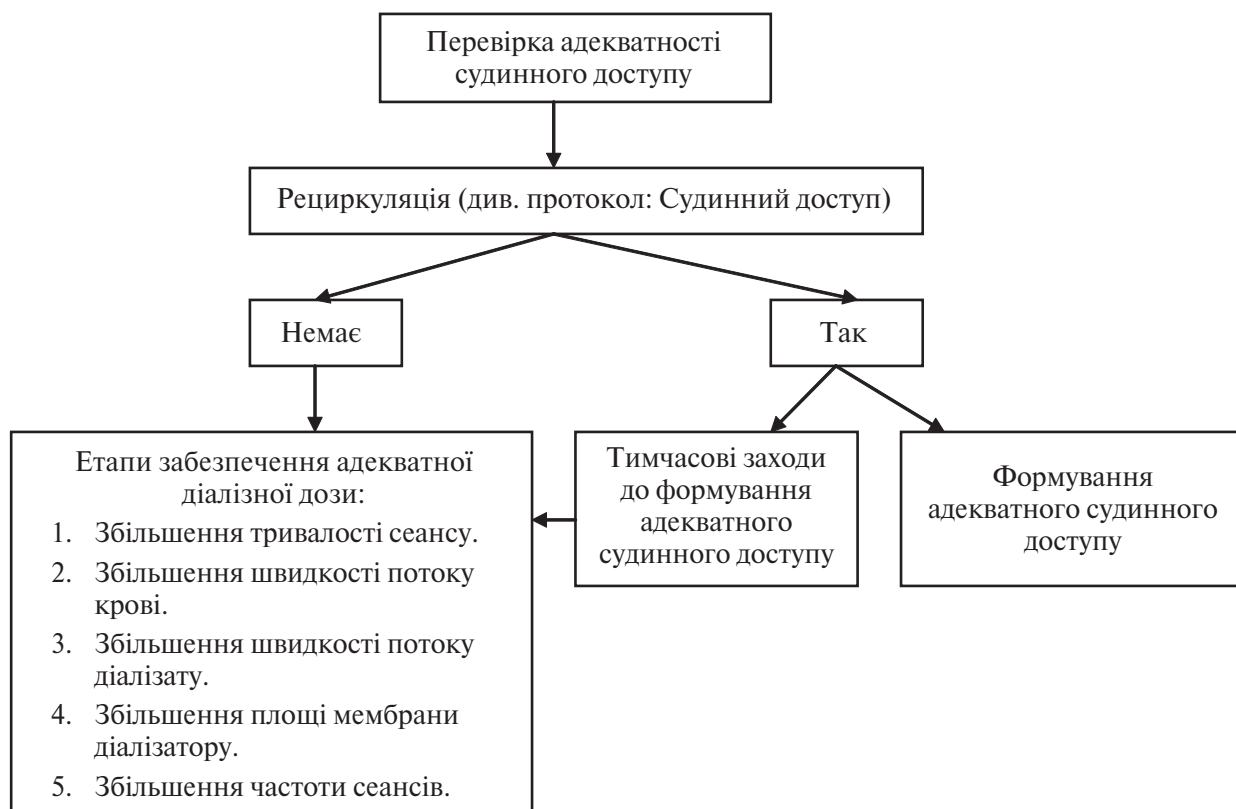 Перевірка адекватності
судинного доступу
Рециркуляція (див. протокол: Судинний доступ)
Немає
Так
Етапи забезпечення адекватної
діалізної дози:
1. Збільшення тривалості сеансу.
2. Збільшення швидкості потоку
крові.
3. Збільшення швидкості потоку
діалізату.
4. Збільшення площі мембрани
діалізатору.
5. Збільшення частоти сеансів.
Тимчасові заходи
до формування
адекватного
судинного доступу
Формування
адекватного судинного
доступу